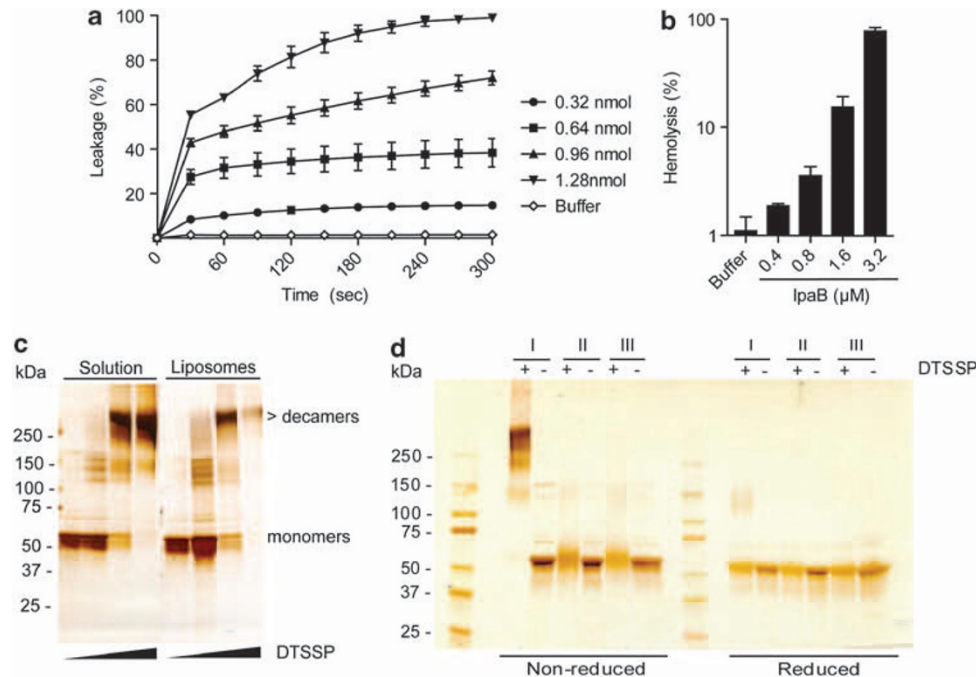 a
100
80
60
40
20
0
Leakage (%)
0
60
120
180
240
300
Time (sec)
0.32 nmol
0.64 nmol
0.96 nmol
1.28nmol
Buffer
b
100
10
1
Hemolysis (%)
Buffer
0.4
0.8
1.6
3.2
IpaB (µM)
c
kDa
Solution
Liposomes
250 -
150 -
100 -
75 -
50 -
37 -
25 -
> decamers
monomers
DTSSP
d
I II III I II III
kDa + - + - + - + - + - + - DTSSP
250 -
150 -
100 -
75 -
50 -
37 -
25 -
Non-reduced Reduced